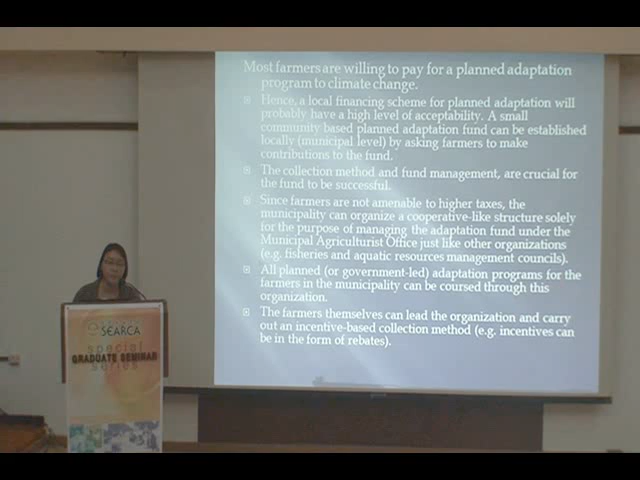 Most farmers are willing to pay for a planned adaptation
program to climate change.
Hence, a local financing scheme for planned adaptation will
probably have a high level of acceptability. A small
community based planned adaptation fund can be established
locally (municipal level) by asking farmers to make
contributions to the fund.
The collection method and fund management, are crucial for
the fund to be successful.
Since farmers are not amenable to higher taxes, the
municipality can organize a cooperative-like structure solely
for the purpose of managing the adaptation fund under the
Municipal Agriculturist Office just like other organizations
(e.g. fisheries and aquatic resources management councils).
All planned (or government-led) adaptation programs for the
farmers in the municipality can be coursed through this
organization.
The farmers themselves can lead the organization and carry
out an incentive-based collection method (e.g. incentives can
be in the form of rebates).
SEARCA
special
GRADUATE SEMINAR
series